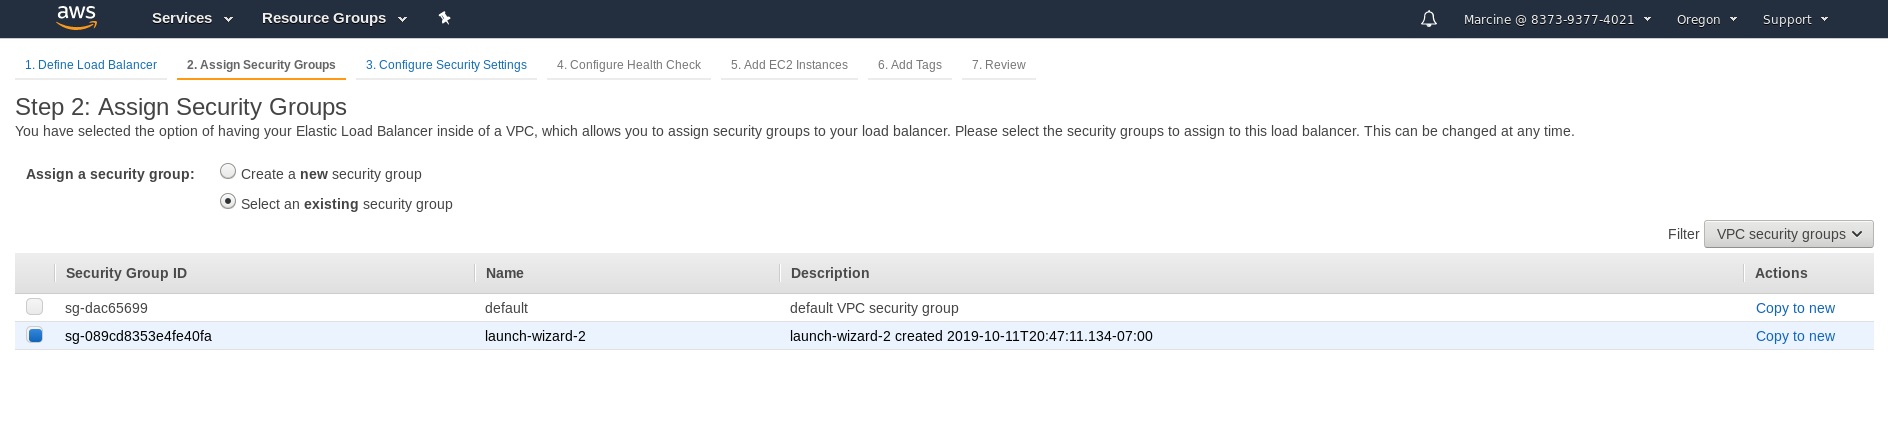 aws Services Resource Groups Marcine @ 8373-9377-4021 Oregon Support
1. Define Load Balancer 2. Assign Security Groups 3. Configure Security Settings 4. Configure Health Check 5. Add EC2 Instances 6. Add Tags 7. Review
Step 2: Assign Security Groups
You have selected the option of having your Elastic Load Balancer inside of a VPC, which allows you to assign security groups to your load balancer. Please select the security groups to assign to this load balancer. This can be changed at any time.
Assign a security group: Create a new security group
Select an existing security group
Filter VPC security groups
Security Group ID Name Description Actions
sg-dac65699 default default VPC security group Copy to new
sg-089cd8353e4fe40fa launch-wizard-2 launch-wizard-2 created 2019-10-11T20:47:11.134-07:00 Copy to new